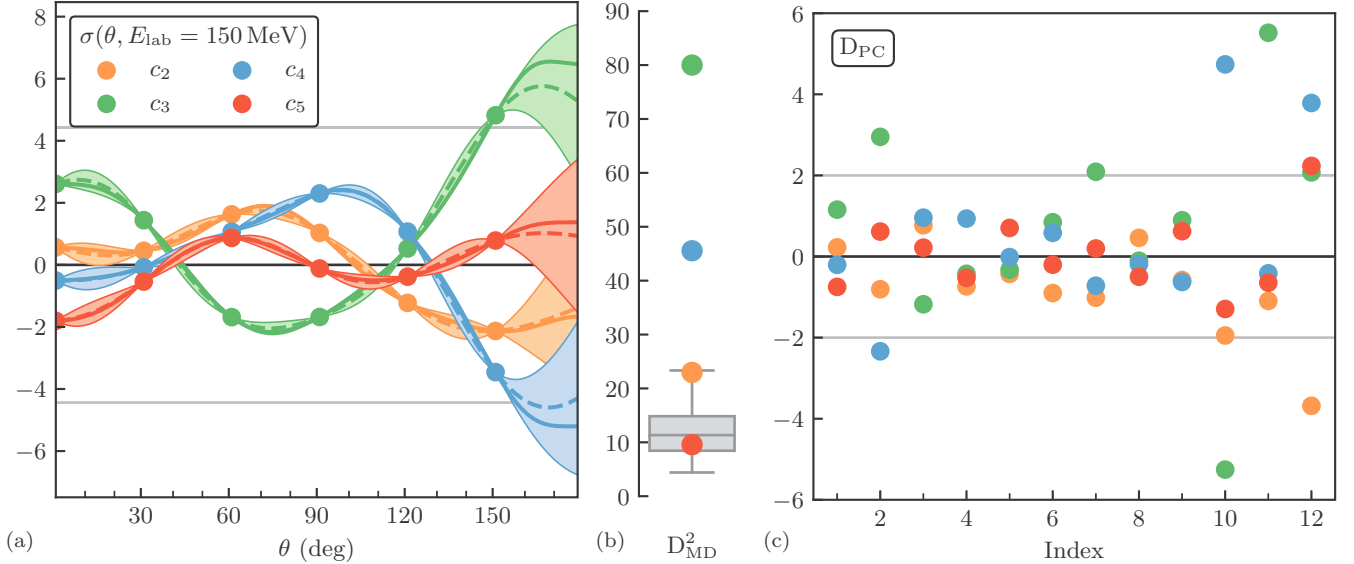 σ(θ, E_lab = 150 MeV)
c₂ c₄
c₃ c₅
8
6
4
2
0
−2
−4
−6
30 60 90 120 150
θ (deg)
(a)
90
80
70
60
50
40
30
20
10
0
D²_MD
(b)
D_PC
6
4
2
0
−2
−4
−6
2 4 6 8 10 12
Index
(c)